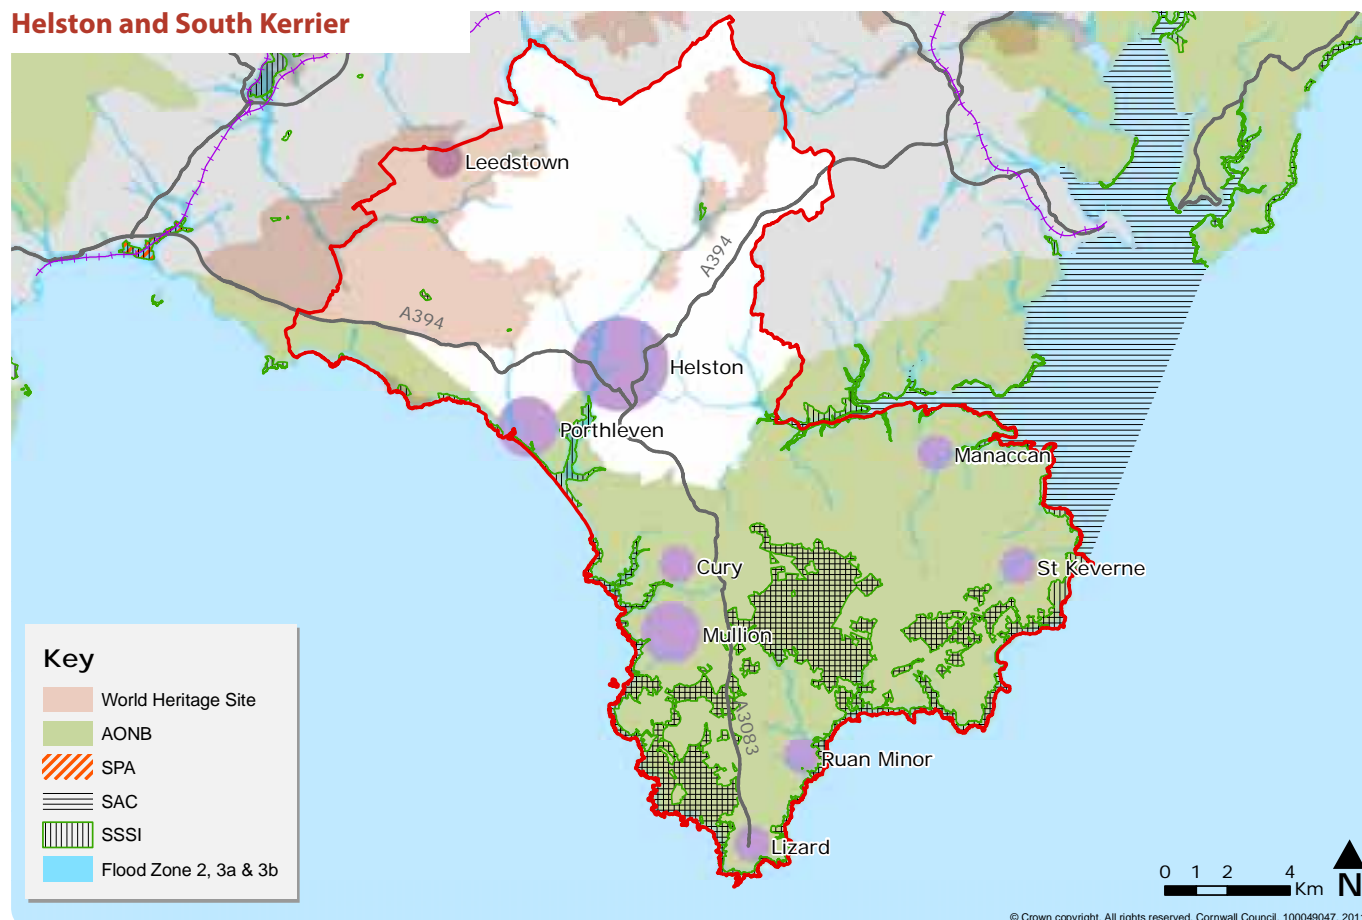 Helston and South Kerrier
Leedstown
A394
A394
Helston
Porthleven
Manaccan
Cury
St Keverne
Mullion
A3083
Ruan Minor
Lizard
Key
World Heritage Site
AONB
SPA
SAC
SSSI
Flood Zone 2, 3a & 3b
0 1 2 4
Km
N
© Crown copyright. All rights reserved. Cornwall Council, 100049047,